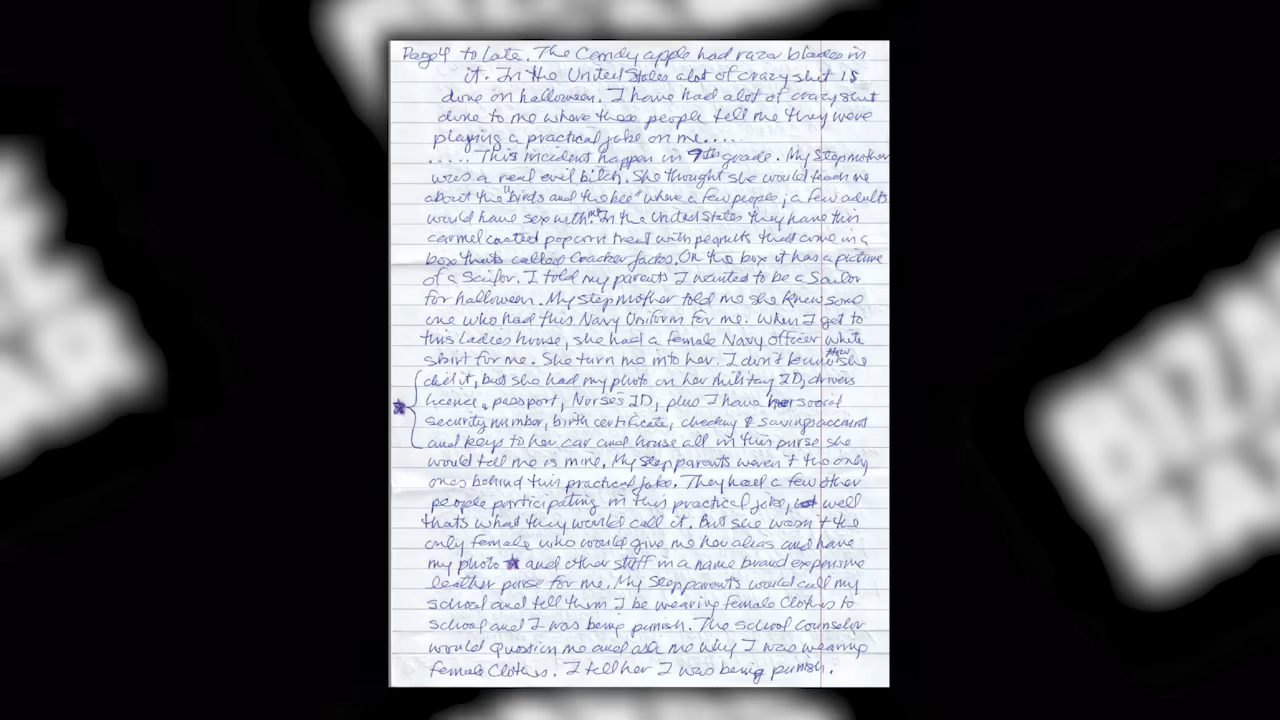 Page 4 to late. The Candy apple had razor blades in
it. In the United States alot of crazy shit is
done on halloween. I have had alot of crazy shit
done to me where these people tell me they were
playing a practical joke on me.....
..... This incident happen in 9th grade. My Stepmother
was a real evil bitch. She thought she would teach me
about the "birds and the bee" where a few people; a few adults
would have sex with me. In the United States they have this
carmel coated popcorn treat with peanuts that come in a
box thats called Cracker Jacks. On the box it has a picture
of a Sailor. I told my parents I wanted to be a Sailor
for halloween. My Stepmother told me she knew some
one who had this Navy Uniform for me. When I get to
this Ladies house, she had a female Navy officer white
skirt for me. She turn me into her. I don't know how she
did it, but she had my photo on her military ID, drivers
licence, passport, Nurses ID, plus I have her social
security number, birth certificate, checking & savings account
and keys to her car and house all in this purse she
would tell me is mine. My Stepparents weren't the only
ones behind this practical joke. They had a few other
people participating in this practical joke, well
thats what they would call it. But she wasn't the
only female who would give me her alias and have
my photo ★ and other stuff in a name brand expensive
leather purse for me. My Stepparents would call my
school and tell them I be wearing female Clothes to
school and I was being punish. The school Counselor
would question me and ask me why I was wearing
female Clothes. I tell her I was being punish.